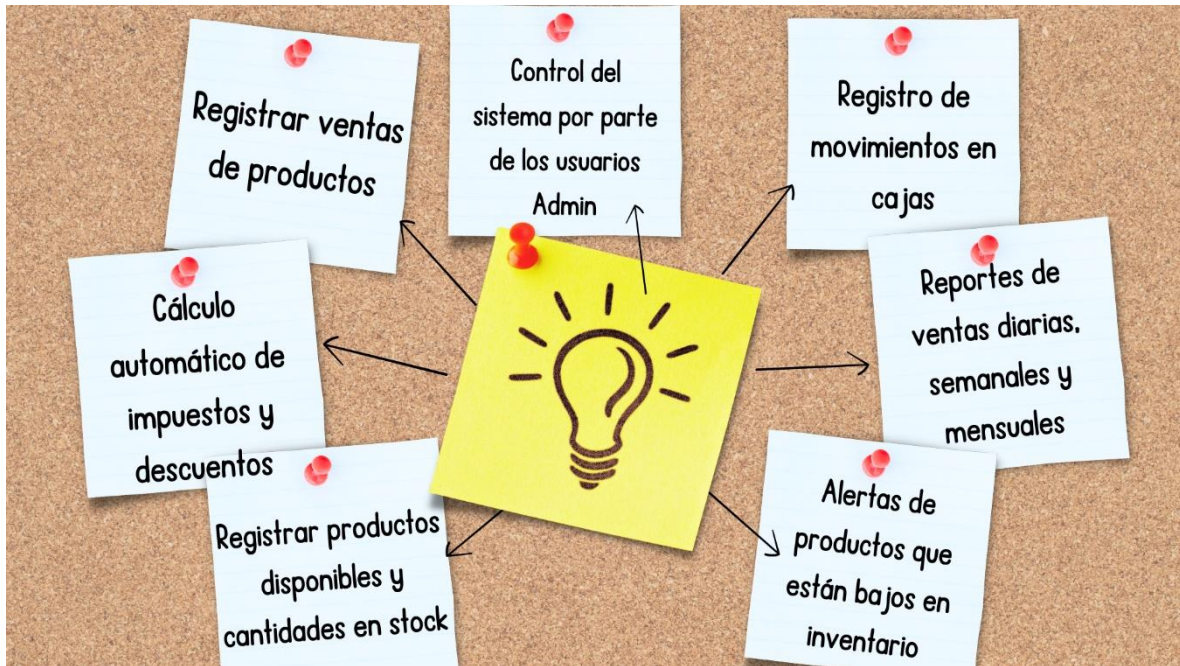 Registrar ventas
de productos
Control del
sistema por parte
de los usuarios
Admin
Registro de
movimientos en
cajas
Cálculo
automático de
impuestos y
descuentos
Reportes de
ventas diarias,
semanales y
mensuales
Registrar productos
disponibles y
cantidades en stock
Alertas de
productos que
están bajos en
inventario